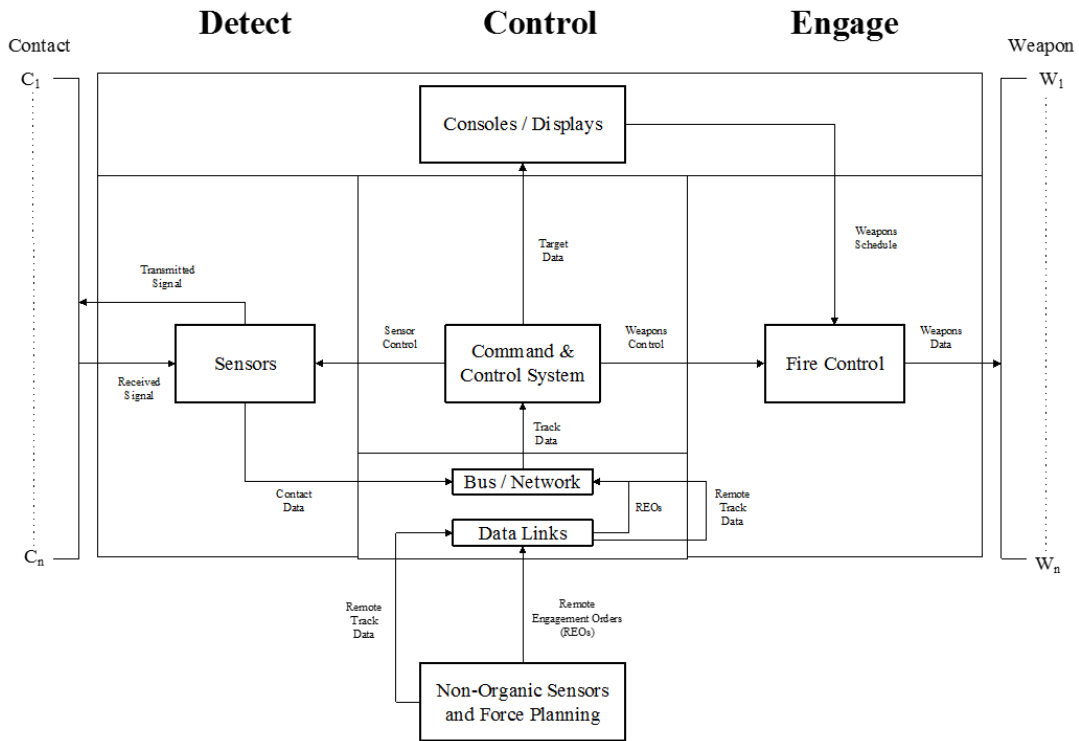 Detect
Control
Engage
Contact
Weapon
C1
W1
Consoles / Displays
Target
Data
Weapons
Schedule
Transmitted
Signal
Sensor
Control
Weapons
Control
Weapons
Data
Sensors
Command &
Control System
Fire Control
Received
Signal
Track
Data
Bus / Network
Contact
Data
REOs
Remote
Track
Data
Data Links
Cn
Wn
Remote
Track
Data
Remote
Engagement Orders
(REOs)
Non-Organic Sensors
and Force Planning